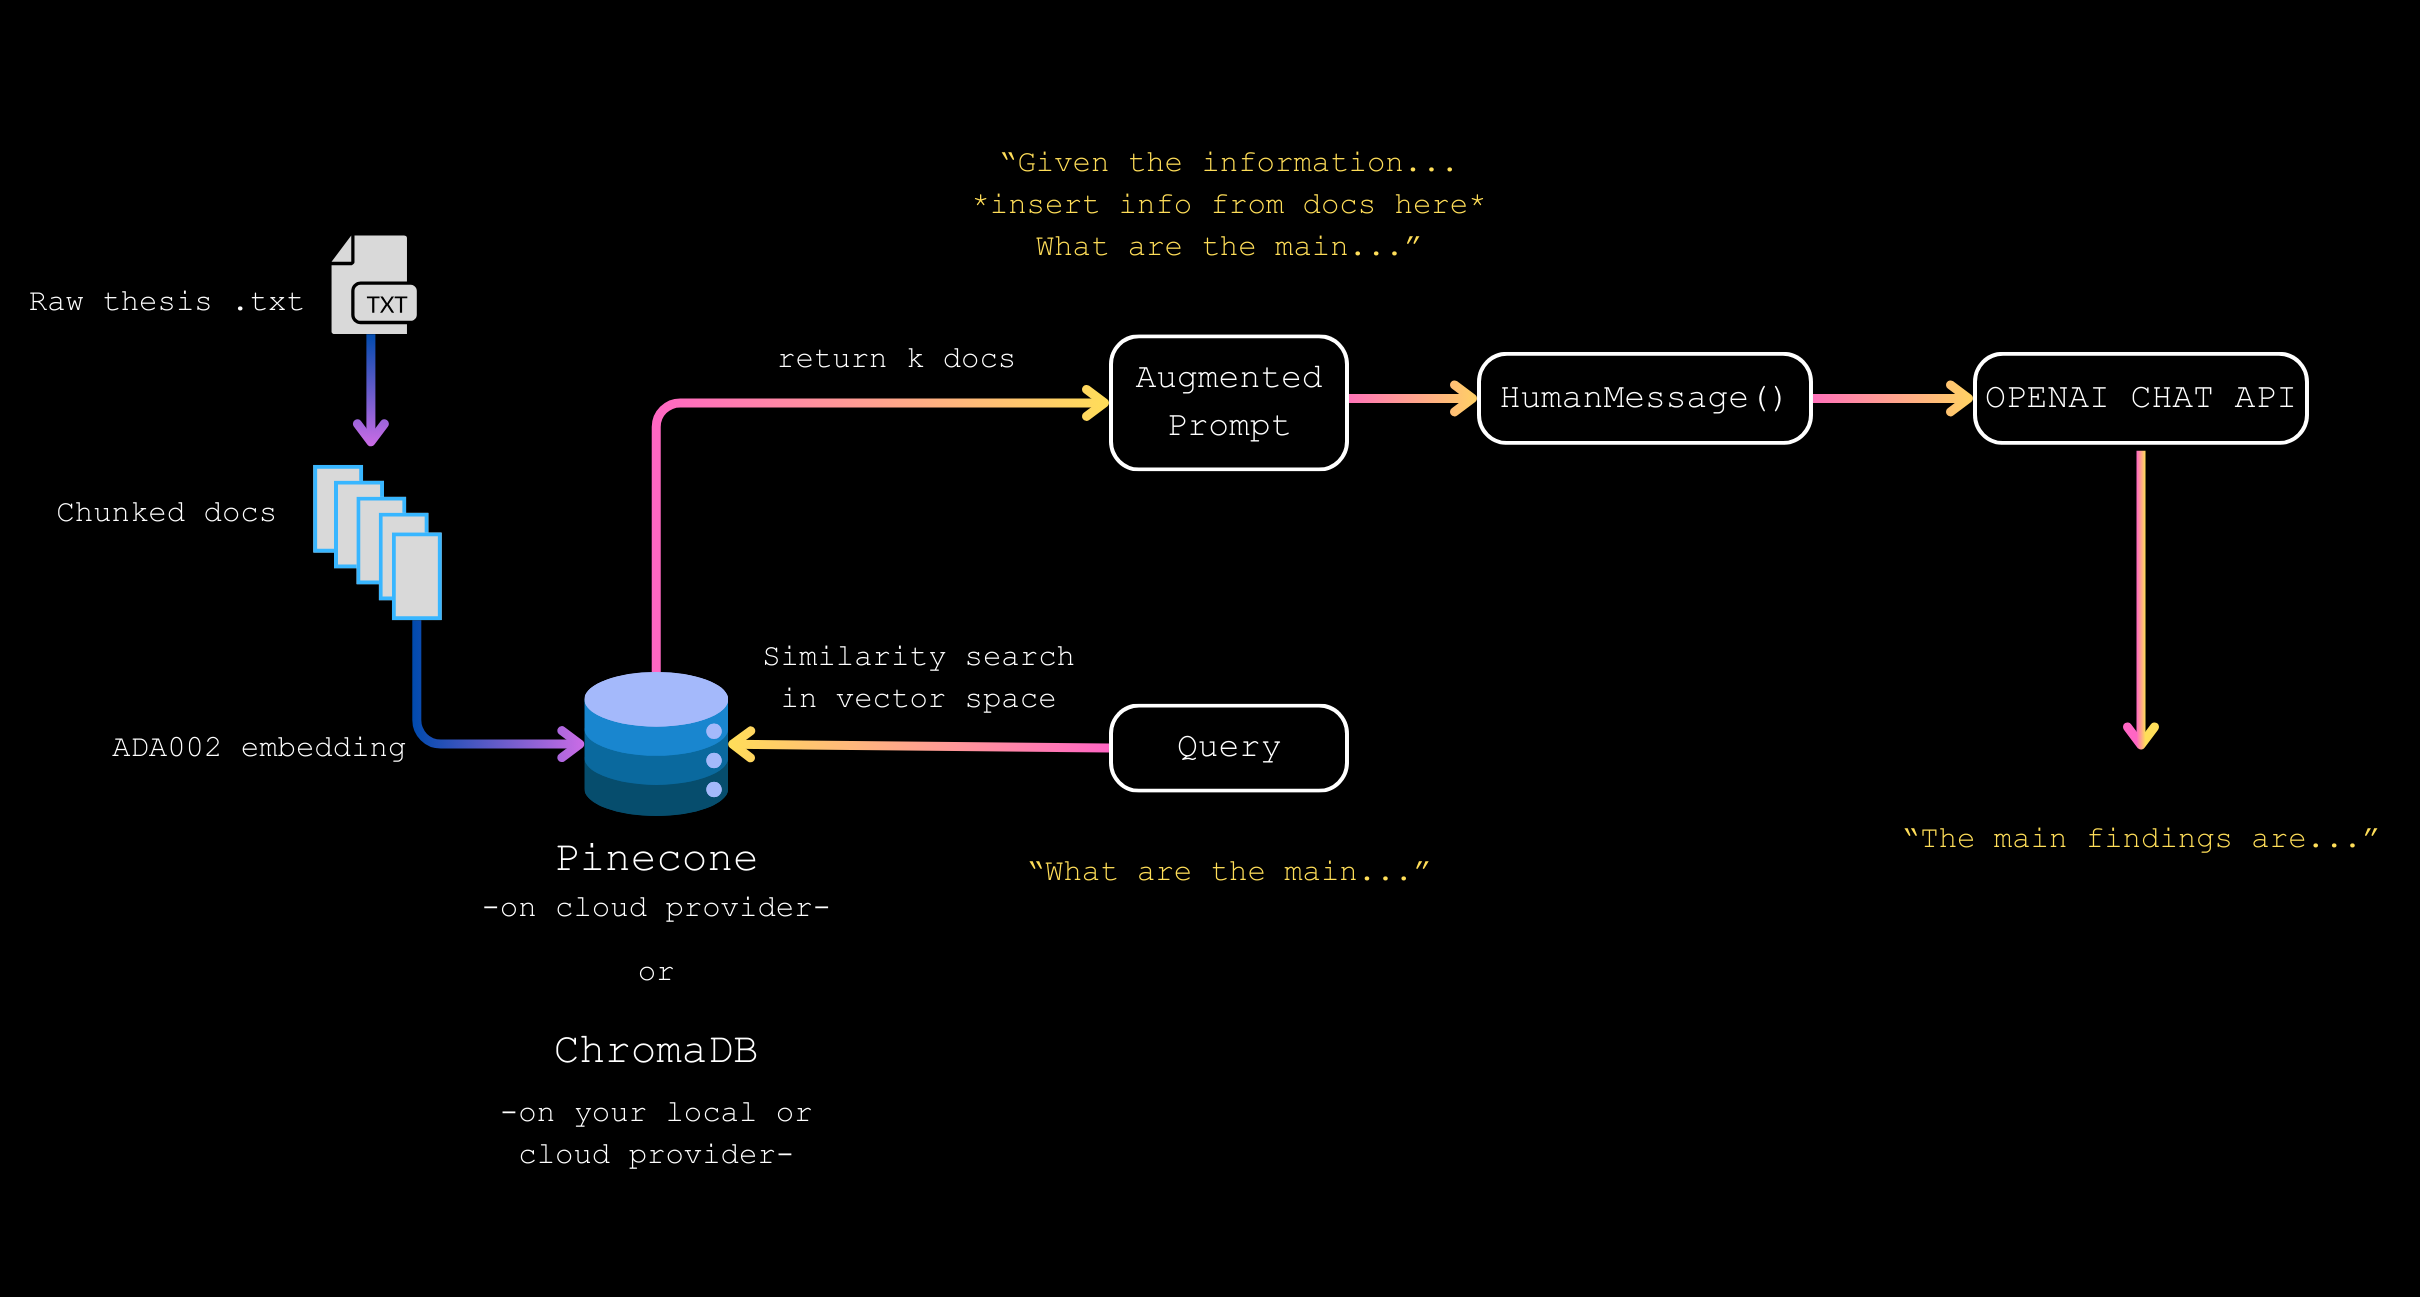 “Given the information...
*insert info from docs here*
What are the main...”
Raw thesis .txt
TXT
return k docs
Augmented
Prompt
HumanMessage()
OPENAI CHAT API
Chunked docs
Similarity search
in vector space
ADA002 embedding
Query
“The main findings are...”
Pinecone
“What are the main...”
-on cloud provider-
or
ChromaDB
-on your local or
cloud provider-